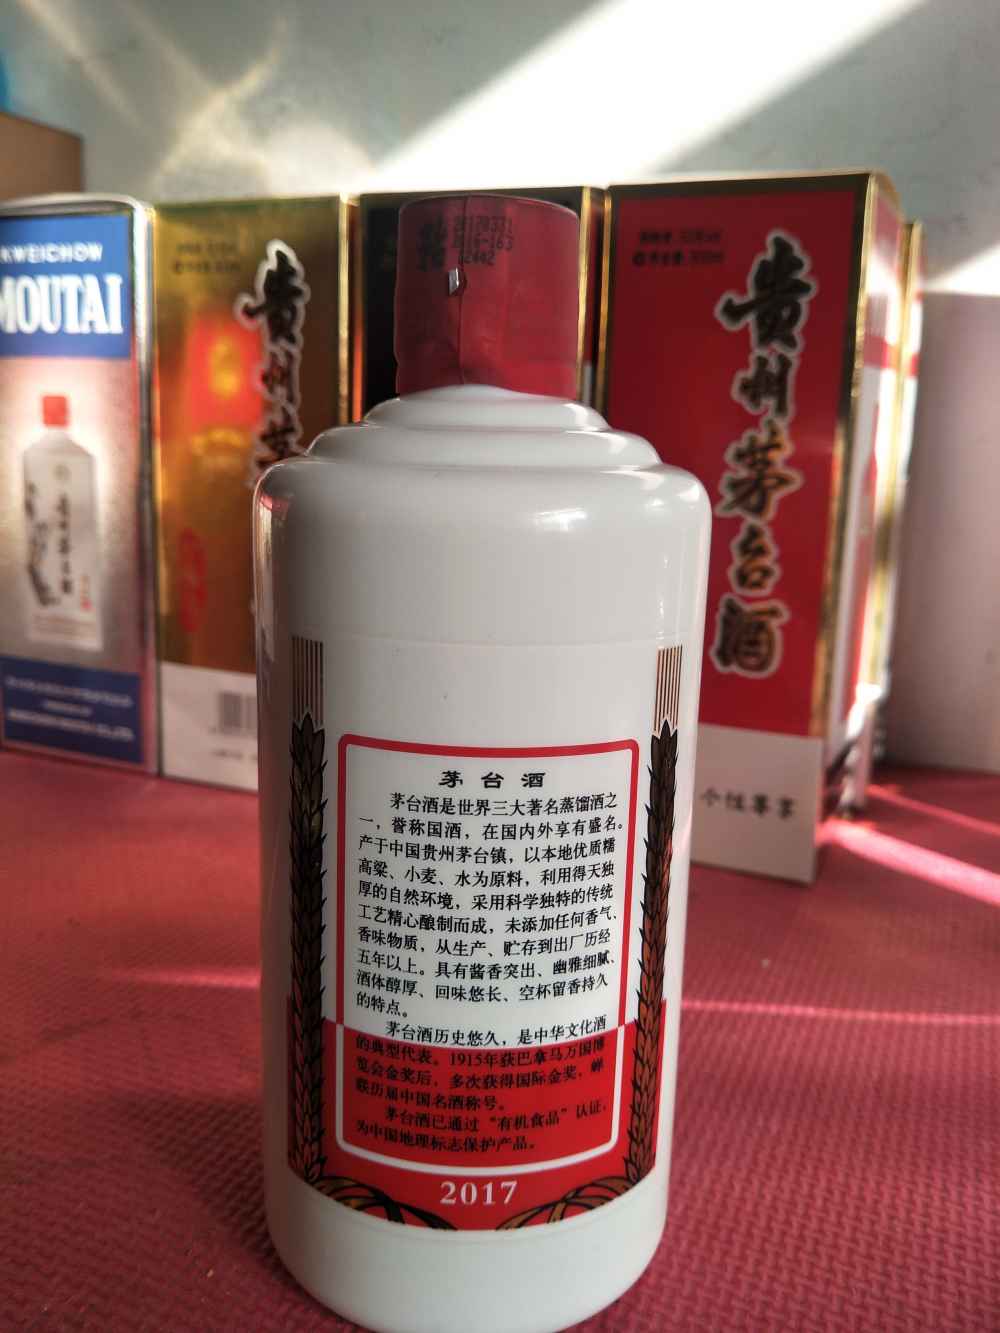 KWEICHOW
MOUTAI
贵
州
茅
20170331
2016-163
贵
州
茅
台
酒
个性尊享
茅台酒
茅台酒是世界三大著名蒸馏酒之
一，誉称国酒，在国内外享有盛名。
产于中国贵州茅台镇，以本地优质糯
高粱、小麦、水为原料，利用得天独
厚的自然环境，采用科学独特的传统
工艺精心酿制而成，未添加任何香气、
香味物质，从生产、贮存到出厂历经
五年以上。具有酱香突出、幽雅细腻、
酒体醇厚、回味悠长、空杯留香持久
的特点。
茅台酒历史悠久，是中华文化酒
的典型代表。1915年获巴拿马万国博
览会金奖后，多次获得国际金奖，蝉
联历届中国名酒称号。
茅台酒已通过“有机食品”认证，
为中国地理标志保护产品。
2017